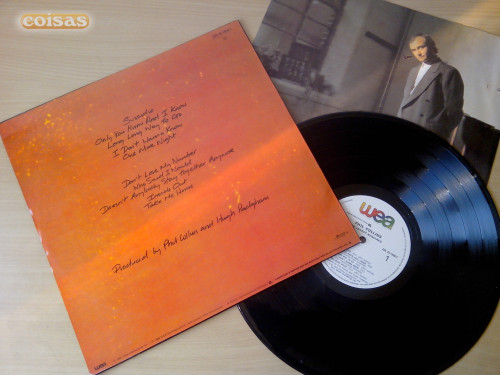 coisas
Sussudio
Only You Know And I Know
Long Long Way To Go
I Don't Wanna Know
One More Night
Don't Lose My Number
Who Said I Would
Doesn't Anybody Stay Together Anymore
Inside Out
Take Me Home
Produced by Phil Collins and Hugh Padgham
wea
PHIL COLLINS
1